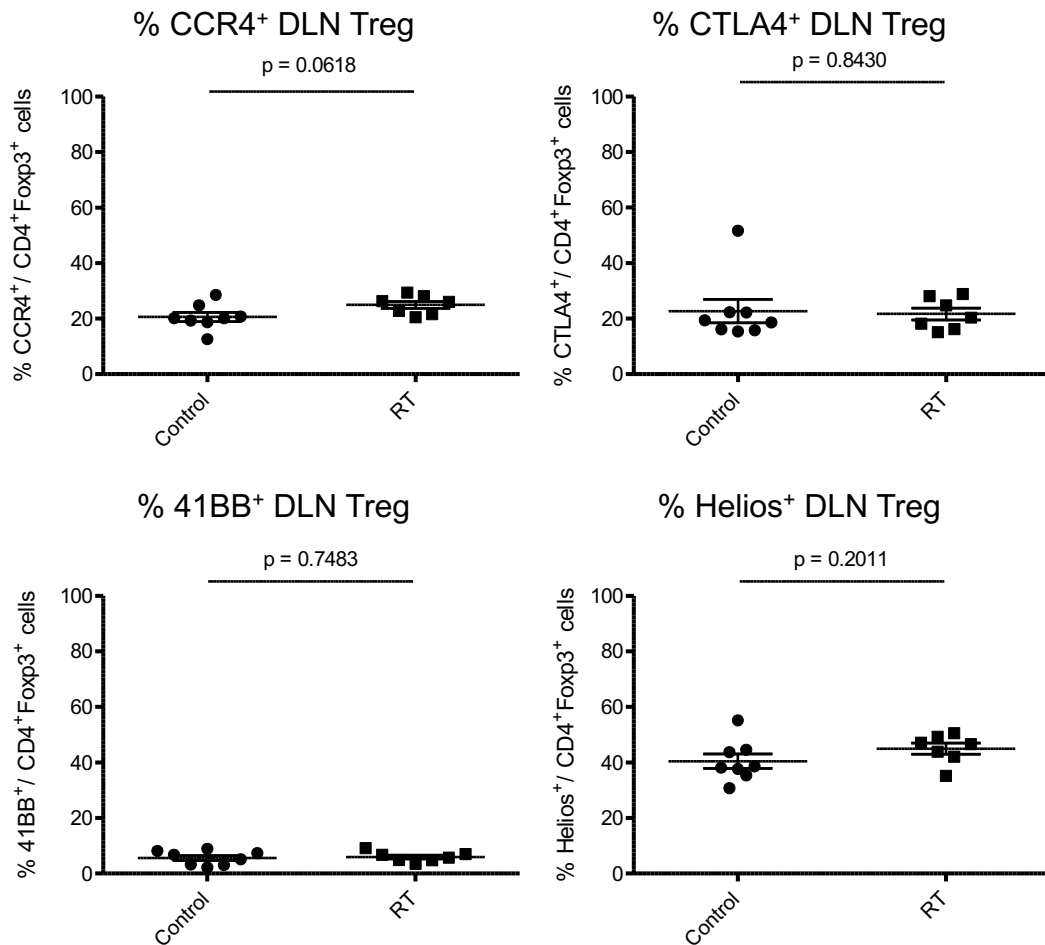 % CCR4⁺ DLN Treg
p = 0.0618
% CCR4⁺/ CD4⁺Foxp3⁺ cells
100
80
60
40
20
0
Control
RT
% CTLA4⁺ DLN Treg
p = 0.8430
% CTLA4⁺/ CD4⁺Foxp3⁺ cells
100
80
60
40
20
0
Control
RT
% 41BB⁺ DLN Treg
p = 0.7483
% 41BB⁺/ CD4⁺Foxp3⁺ cells
100
80
60
40
20
0
Control
RT
% Helios⁺ DLN Treg
p = 0.2011
% Helios⁺/ CD4⁺Foxp3⁺ cells
100
80
60
40
20
0
Control
RT